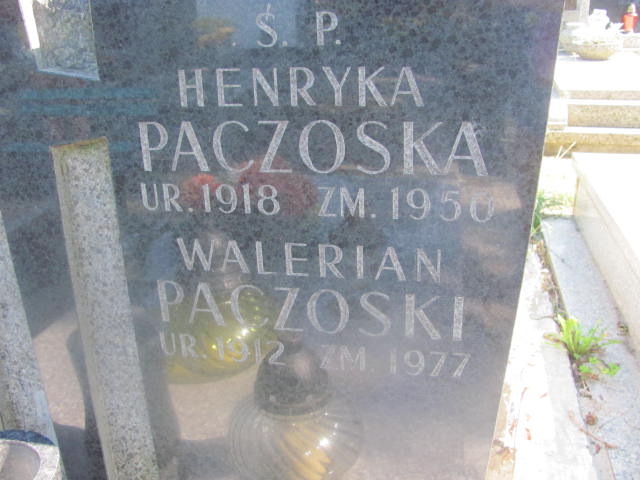 Ś. P.
HENRYKA
PACZOSKA
UR. 1918 ZM. 1950
WALERIAN
PACZOSKI
UR. 1912 ZM. 1977